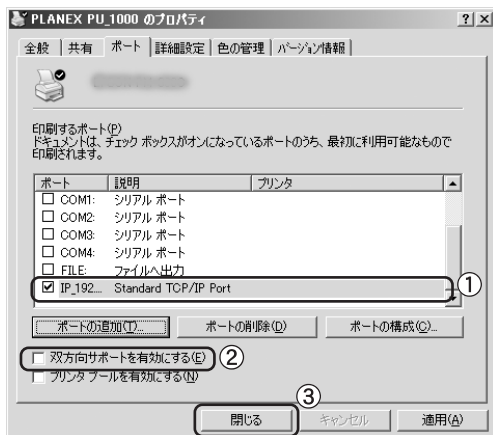 PLANEX PU_1000 のプロパティ
全般 共有 ポート 詳細設定 色の管理 バージョン情報
印刷するポート(P)
ドキュメントは、チェック ボックスがオンになっているポートのうち、最初に利用可能なもので
印刷されます。
ポート 説明 プリンタ
COM1: シリアル ポート
COM2: シリアル ポート
COM3: シリアル ポート
COM4: シリアル ポート
FILE: ファイルへ出力
IP_192... Standard TCP/IP Port ①
ポートの追加(T)... ポートの削除(D) ポートの構成(C)...
双方向サポートを有効にする(E) ②
プリンタ プールを有効にする(N)
③
閉じる キャンセル 適用(A)